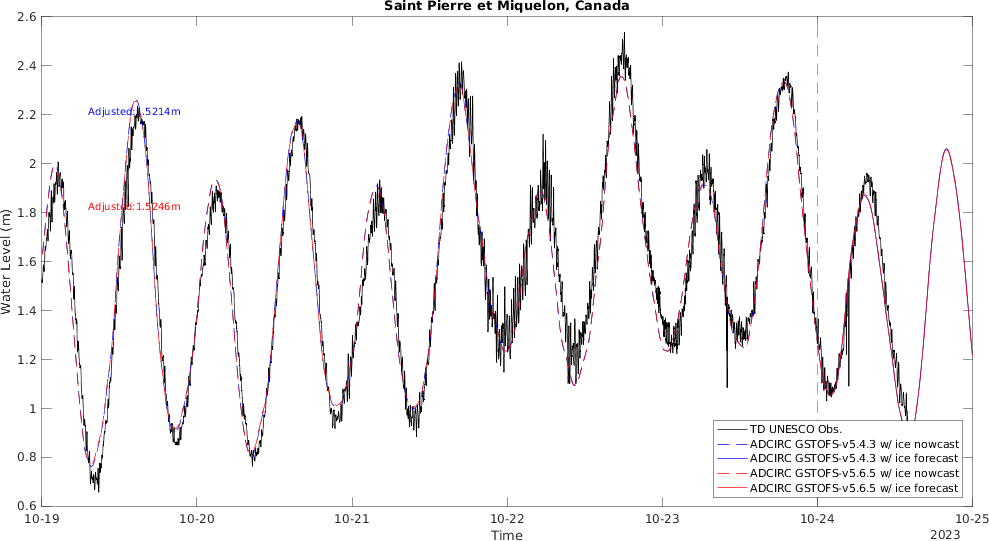 Saint Pierre et Miquelon, Canada
2.6
2.4
2.2
2
1.8
1.6
1.4
1.2
1
0.8
0.6
Water Level (m)
Adjusted:1.5214m
Adjusted:1.5246m
TD UNESCO Obs.
ADCIRC GSTOFS-v5.4.3 w/ ice nowcast
ADCIRC GSTOFS-v5.4.3 w/ ice forecast
ADCIRC GSTOFS-v5.6.5 w/ ice nowcast
ADCIRC GSTOFS-v5.6.5 w/ ice forecast
10-19 10-20 10-21 10-22 10-23 10-24 10-25
Time
2023